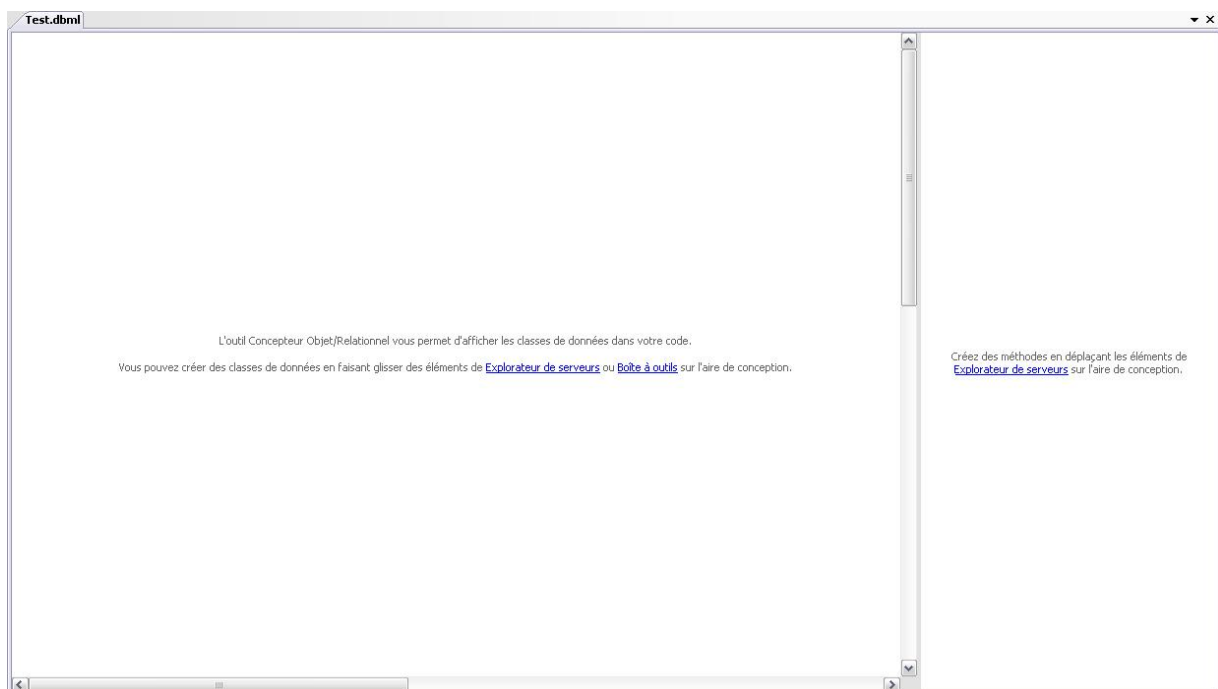 Test.dbml
L'outil Concepteur Objet/Relationnel vous permet d'afficher les classes de données dans votre code.
Vous pouvez créer des classes de données en faisant glisser des éléments de Explorateur de serveurs ou Boîte à outils sur l'aire de conception.
Créez des méthodes en déplaçant les éléments de
Explorateur de serveurs sur l'aire de conception.